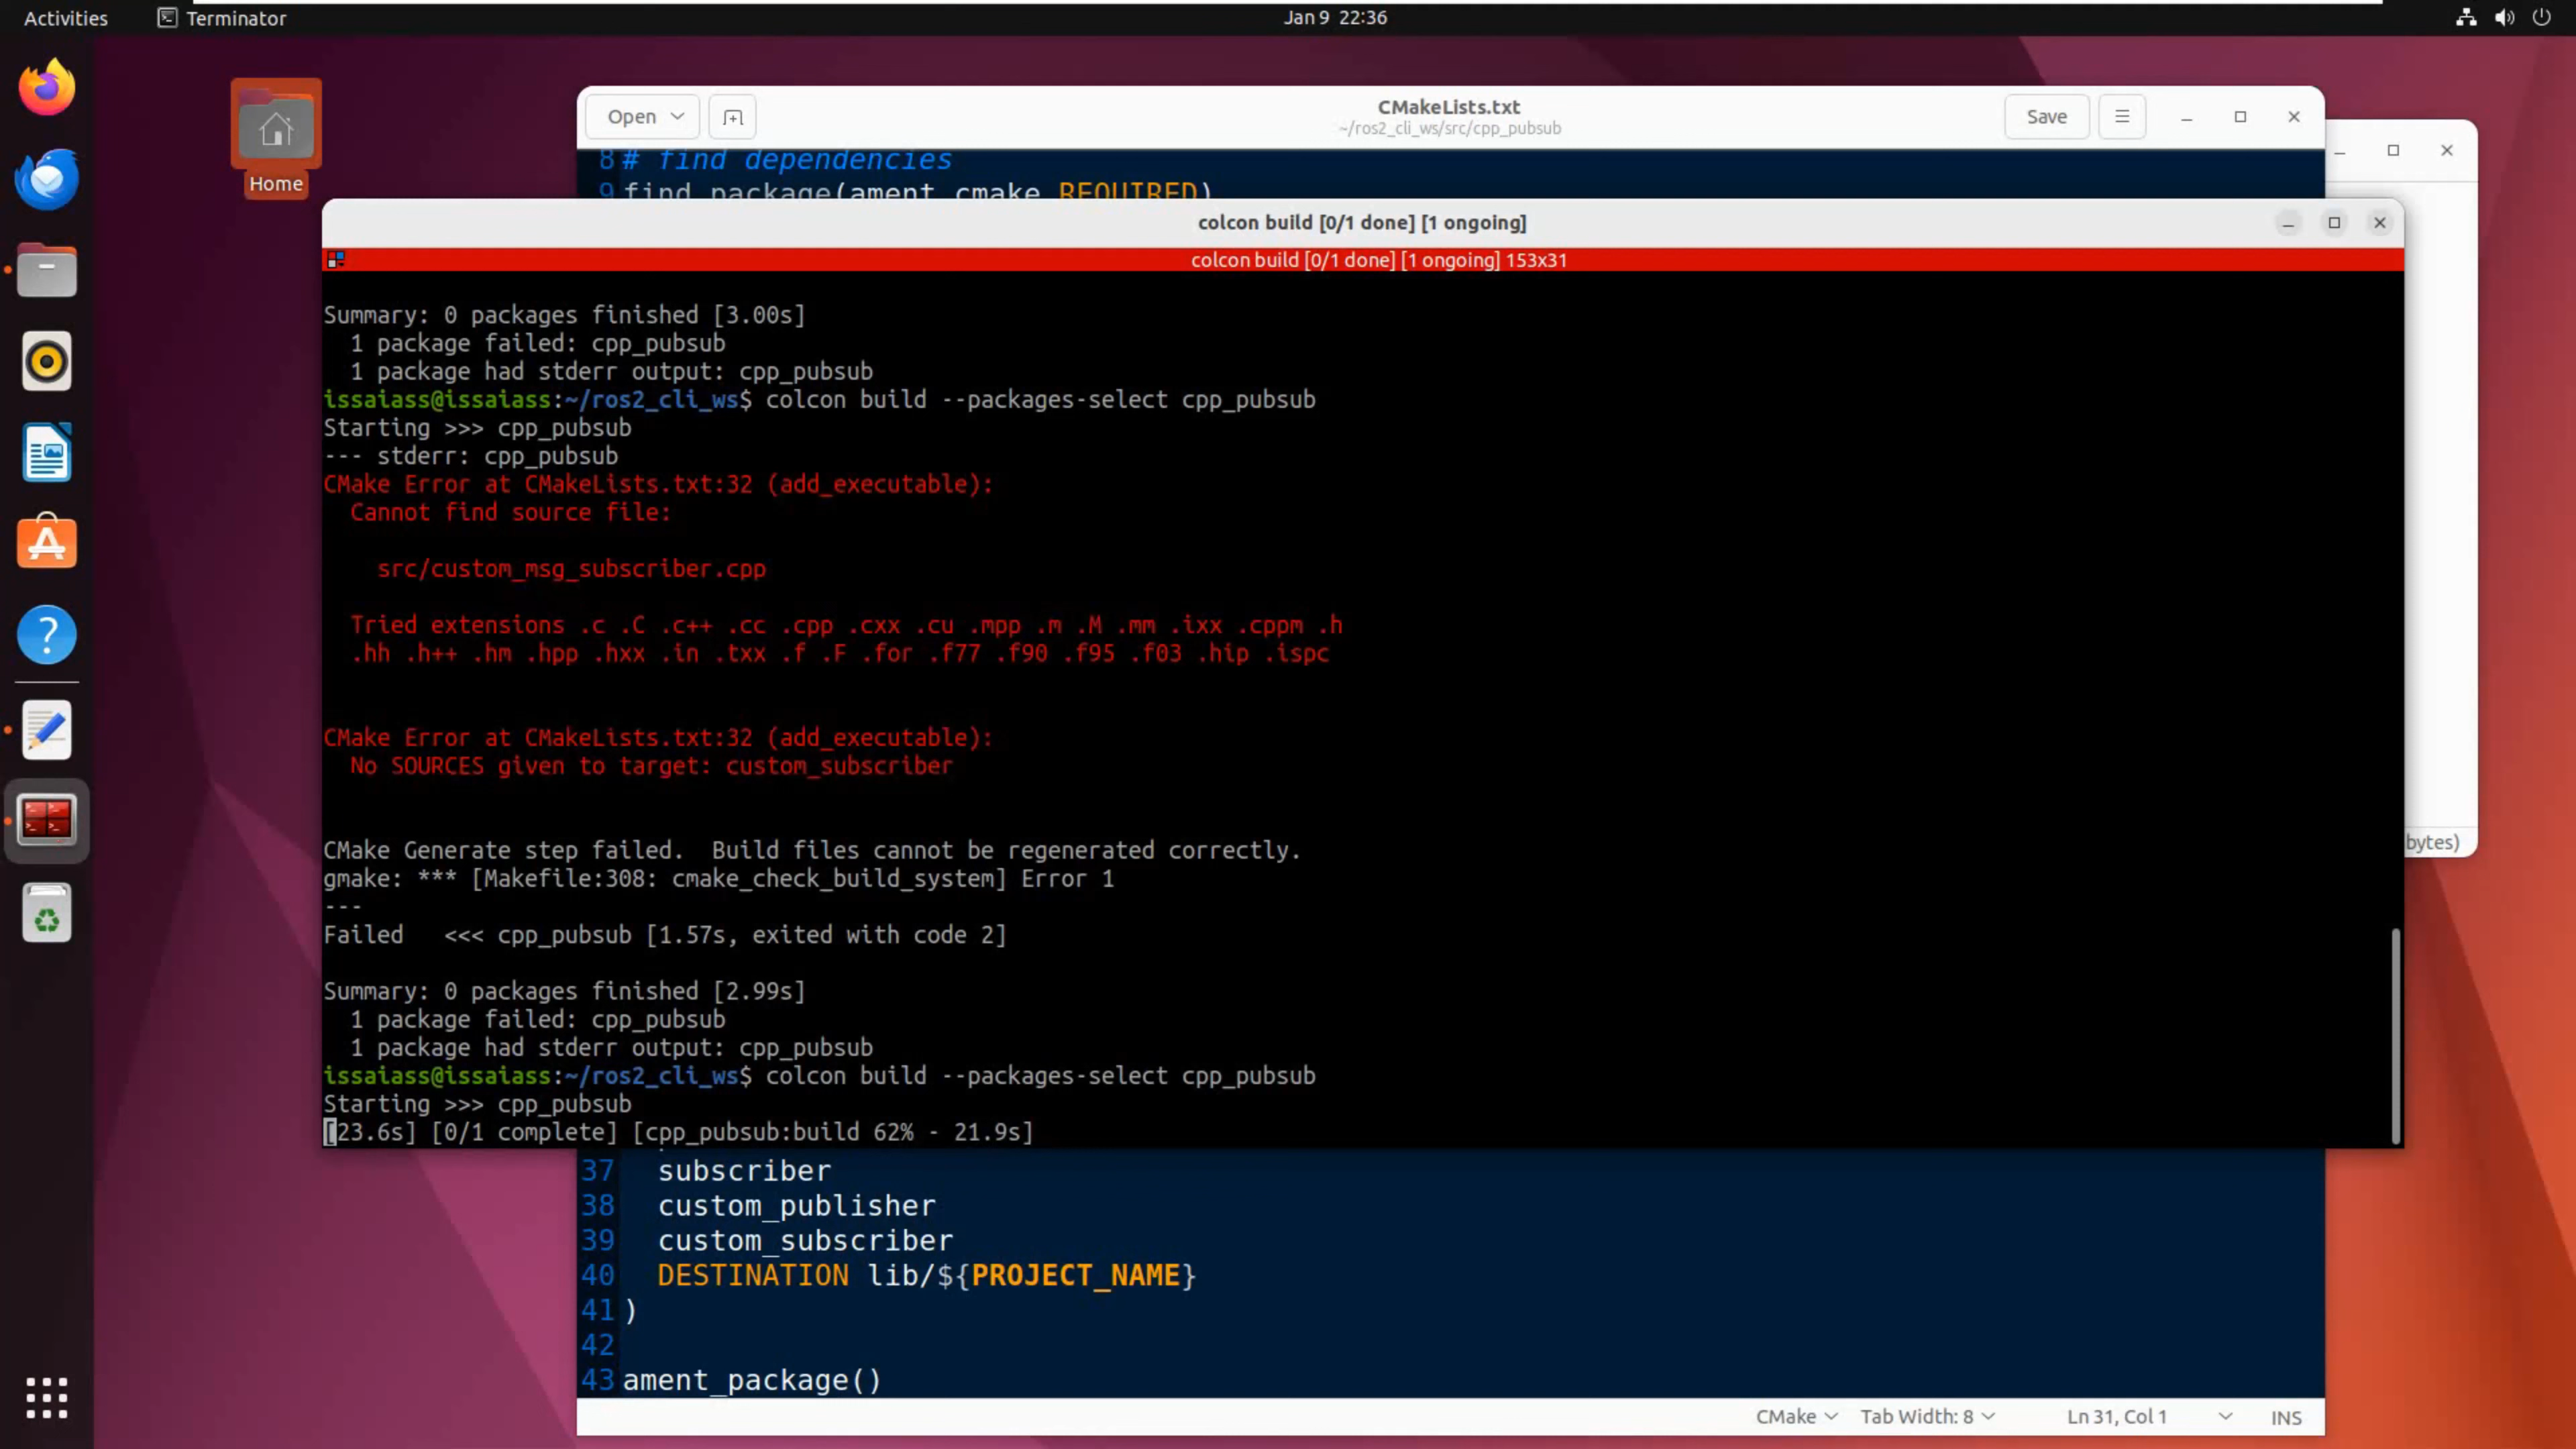 Activities
Terminator
Jan 9 22:36
Home
Open
CMakeLists.txt
~/ros2_cli_ws/src/cpp_pubsub
Save
8 # find dependencies
9 find_package(ament_cmake REQUIRED)
colcon build [0/1 done] [1 ongoing]
colcon build [0/1 done] [1 ongoing] 153x31
Summary: 0 packages finished [3.00s]
1 package failed: cpp_pubsub
1 package had stderr output: cpp_pubsub
issaiass@issaiass:~/ros2_cli_ws$ colcon build --packages-select cpp_pubsub
Starting >>> cpp_pubsub
--- stderr: cpp_pubsub
CMake Error at CMakeLists.txt:32 (add_executable):
Cannot find source file:
src/custom_msg_subscriber.cpp
Tried extensions .c .C .c++ .cc .cpp .cxx .cu .mpp .m .M .mm .ixx .cppm .h
.hh .h++ .hm .hpp .hxx .in .txx .f .F .for .f77 .f90 .f95 .f03 .hip .ispc
CMake Error at CMakeLists.txt:32 (add_executable):
No SOURCES given to target: custom_subscriber
CMake Generate step failed.  Build files cannot be regenerated correctly.
gmake: *** [Makefile:308: cmake_check_build_system] Error 1
---
Failed   <<< cpp_pubsub [1.57s, exited with code 2]
Summary: 0 packages finished [2.99s]
1 package failed: cpp_pubsub
1 package had stderr output: cpp_pubsub
issaiass@issaiass:~/ros2_cli_ws$ colcon build --packages-select cpp_pubsub
Starting >>> cpp_pubsub
[23.6s] [0/1 complete] [cpp_pubsub:build 62% - 21.9s]
bytes)
37 subscriber
38 custom_publisher
39 custom_subscriber
40 DESTINATION lib/${PROJECT_NAME}
41 )
42
43 ament_package()
CMake
Tab Width: 8
Ln 31, Col 1
INS